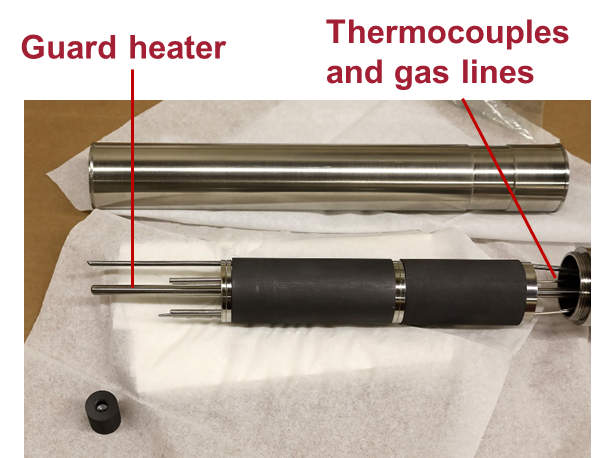 Guard heater
Thermocouples
and gas lines